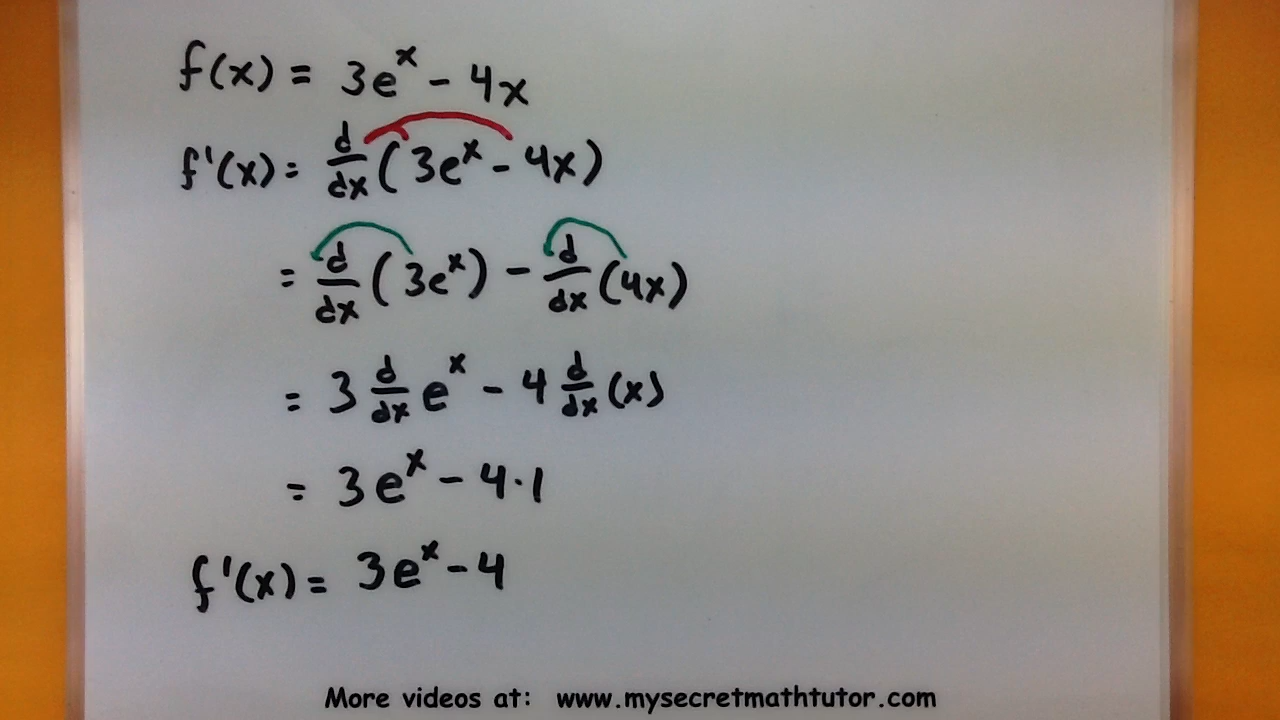 f(x) = 3e^x - 4x
f'(x) = d/dx (3e^x - 4x)
= d/dx (3e^x) - d/dx (4x)
= 3 d/dx e^x - 4 d/dx (x)
= 3e^x - 4·1
f'(x) = 3e^x - 4
More videos at: www.mysecretmathtutor.com